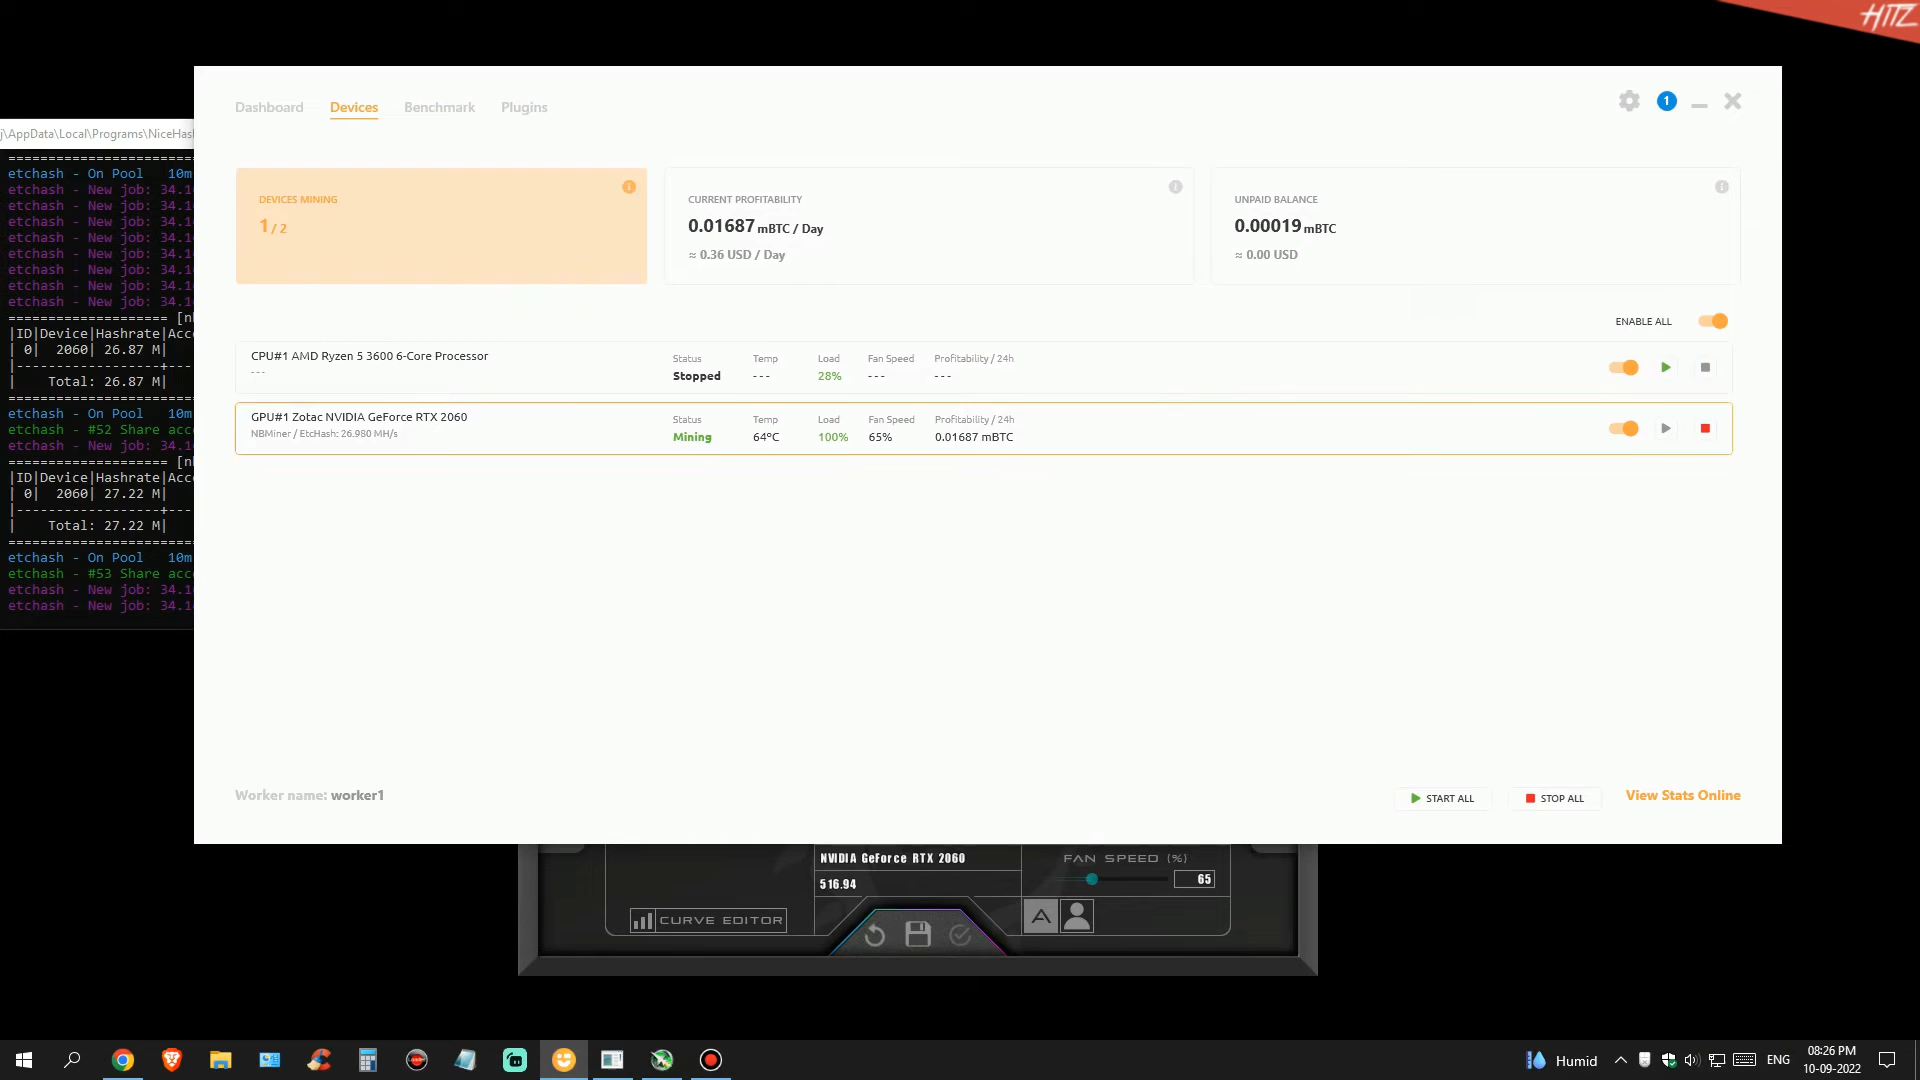 HITZ
Dashboard Devices Benchmark Plugins
1
j\AppData\Local\Programs\NiceHas
etchash - On Pool 10m
etchash - New job: 34.1
etchash - New job: 34.1
etchash - New job: 34.1
etchash - New job: 34.1
etchash - New job: 34.1
etchash - New job: 34.1
etchash - New job: 34.1
etchash - New job: 34.1
==================== [n
|ID|Device|Hashrate|Acc
| 0| 2060| 26.87 M|
|------------------+---
| Total: 26.87 M|
etchash - On Pool 10m
etchash - #52 Share acc
etchash - New job: 34.1
==================== [n
|ID|Device|Hashrate|Acc
| 0| 2060| 27.22 M|
|------------------+---
| Total: 27.22 M|
etchash - On Pool 10m
etchash - #53 Share acc
etchash - New job: 34.1
etchash - New job: 34.1
DEVICES MINING
1 / 2
CURRENT PROFITABILITY
0.01687 mBTC / Day
≈ 0.36 USD / Day
UNPAID BALANCE
0.00019 mBTC
≈ 0.00 USD
ENABLE ALL
CPU#1 AMD Ryzen 5 3600 6-Core Processor
---
Status Temp Load Fan Speed Profitability / 24h
Stopped --- 28% --- ---
GPU#1 Zotac NVIDIA GeForce RTX 2060
NBMiner / EtcHash: 26.980 MH/s
Status Temp Load Fan Speed Profitability / 24h
Mining 64ºC 100% 65% 0.01687 mBTC
Worker name: worker1
START ALL STOP ALL View Stats Online
NVIDIA GeForce RTX 2060
516.94
FAN SPEED (%)
65
CURVE EDITOR
A
Humid
ENG
08:26 PM
10-09-2022